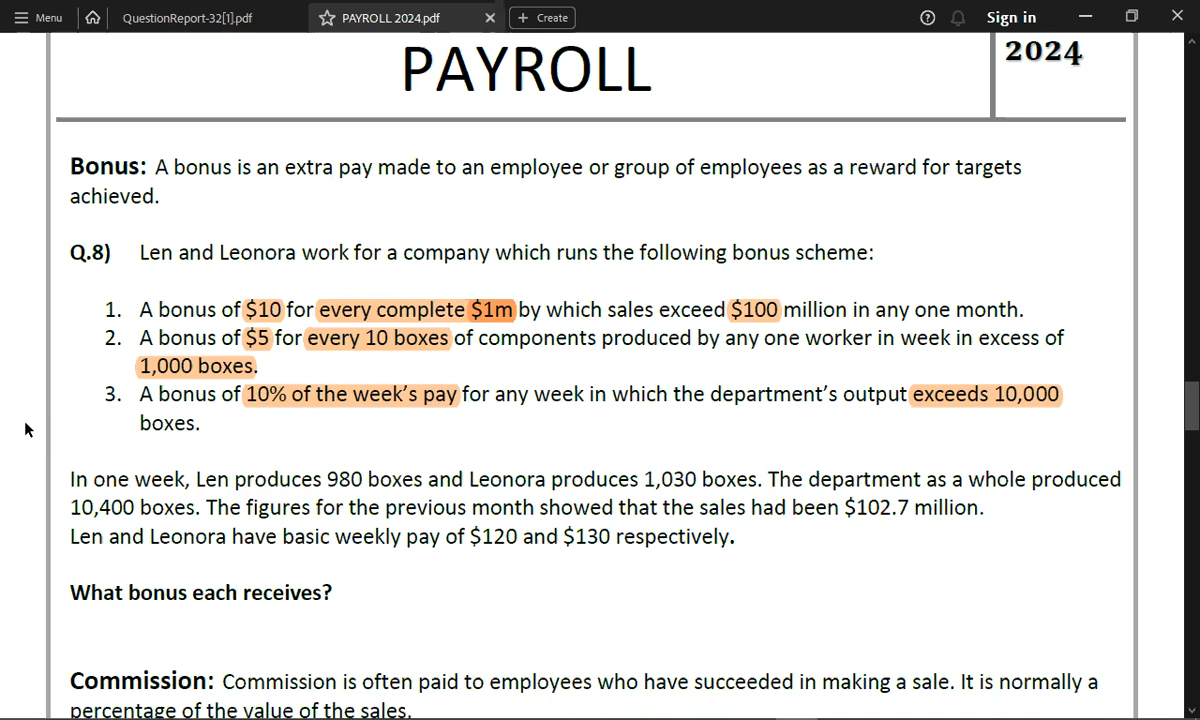 Menu
QuestionReport-32[1].pdf
PAYROLL 2024.pdf
+ Create
Sign in
PAYROLL
2024
Bonus: A bonus is an extra pay made to an employee or group of employees as a reward for targets
achieved.
Q.8) Len and Leonora work for a company which runs the following bonus scheme:
1. A bonus of $10 for every complete $1m by which sales exceed $100 million in any one month.
2. A bonus of $5 for every 10 boxes of components produced by any one worker in week in excess of
1,000 boxes.
3. A bonus of 10% of the week's pay for any week in which the department's output exceeds 10,000
boxes.
In one week, Len produces 980 boxes and Leonora produces 1,030 boxes. The department as a whole produced
10,400 boxes. The figures for the previous month showed that the sales had been $102.7 million.
Len and Leonora have basic weekly pay of $120 and $130 respectively.
What bonus each receives?
Commission: Commission is often paid to employees who have succeeded in making a sale. It is normally a
percentage of the value of the sales.